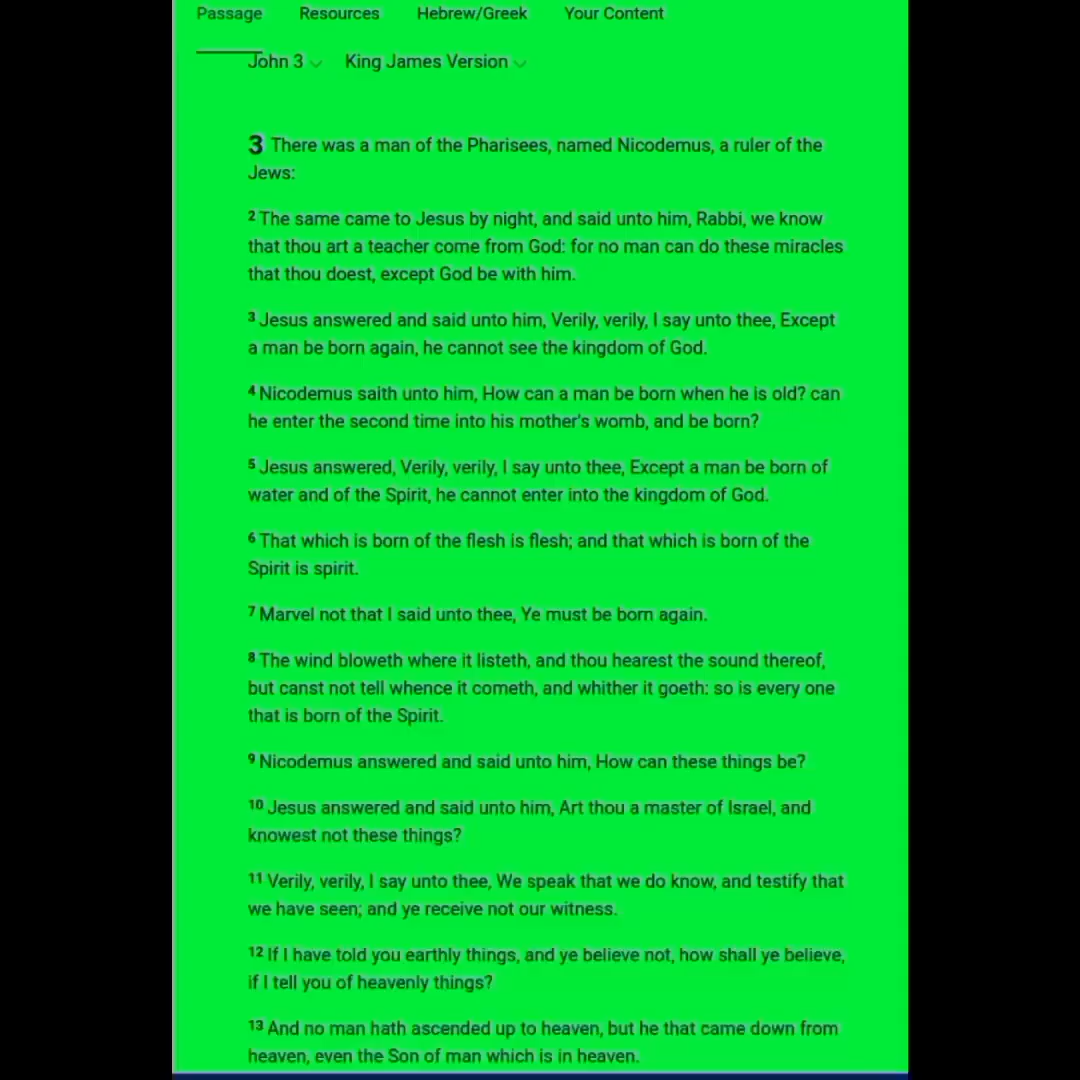 Passage Resources Hebrew/Greek Your Content
John 3 King James Version
3 There was a man of the Pharisees, named Nicodemus, a ruler of the
Jews:
2 The same came to Jesus by night, and said unto him, Rabbi, we know
that thou art a teacher come from God: for no man can do these miracles
that thou doest, except God be with him.
3 Jesus answered and said unto him, Verily, verily, I say unto thee, Except
a man be born again, he cannot see the kingdom of God.
4 Nicodemus saith unto him, How can a man be born when he is old? can
he enter the second time into his mother's womb, and be born?
5 Jesus answered, Verily, verily, I say unto thee, Except a man be born of
water and of the Spirit, he cannot enter into the kingdom of God.
6 That which is born of the flesh is flesh; and that which is born of the
Spirit is spirit.
7 Marvel not that I said unto thee, Ye must be born again.
8 The wind bloweth where it listeth, and thou hearest the sound thereof,
but canst not tell whence it cometh, and whither it goeth: so is every one
that is born of the Spirit.
9 Nicodemus answered and said unto him, How can these things be?
10 Jesus answered and said unto him, Art thou a master of Israel, and
knowest not these things?
11 Verily, verily, I say unto thee, We speak that we do know, and testify that
we have seen; and ye receive not our witness.
12 If I have told you earthly things, and ye believe not, how shall ye believe,
if I tell you of heavenly things?
13 And no man hath ascended up to heaven, but he that came down from
heaven, even the Son of man which is in heaven.